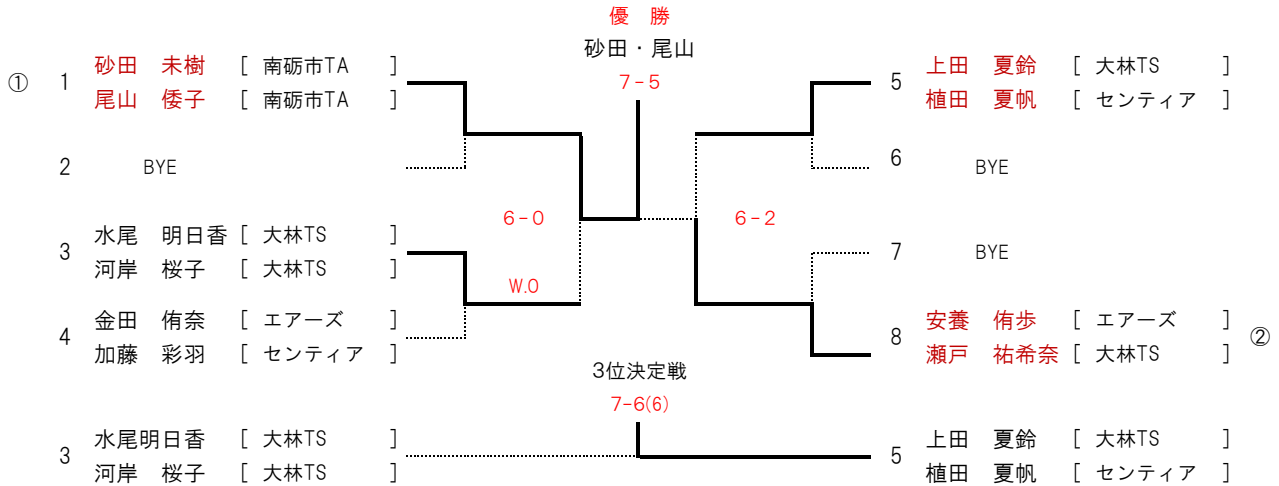 優 勝
砂田・尾山
7-5
① 1 砂田 未樹 [ 南砺市TA ]
尾山 倭子 [ 南砺市TA ]
2 BYE
6-0
3 水尾 明日香 [ 大林TS ]
河岸 桜子 [ 大林TS ]
W.O
4 金田 侑奈 [ エアーズ ]
加藤 彩羽 [ センティア ]
5 上田 夏鈴 [ 大林TS ]
植田 夏帆 [ センティア ]
6 BYE
6-2
7 BYE
8 安養 侑歩 [ エアーズ ] ②
瀬戸 祐希奈 [ 大林TS ]
3位決定戦
7-6(6)
3 水尾明日香 [ 大林TS ]
河岸 桜子 [ 大林TS ]
5 上田 夏鈴 [ 大林TS ]
植田 夏帆 [ センティア ]